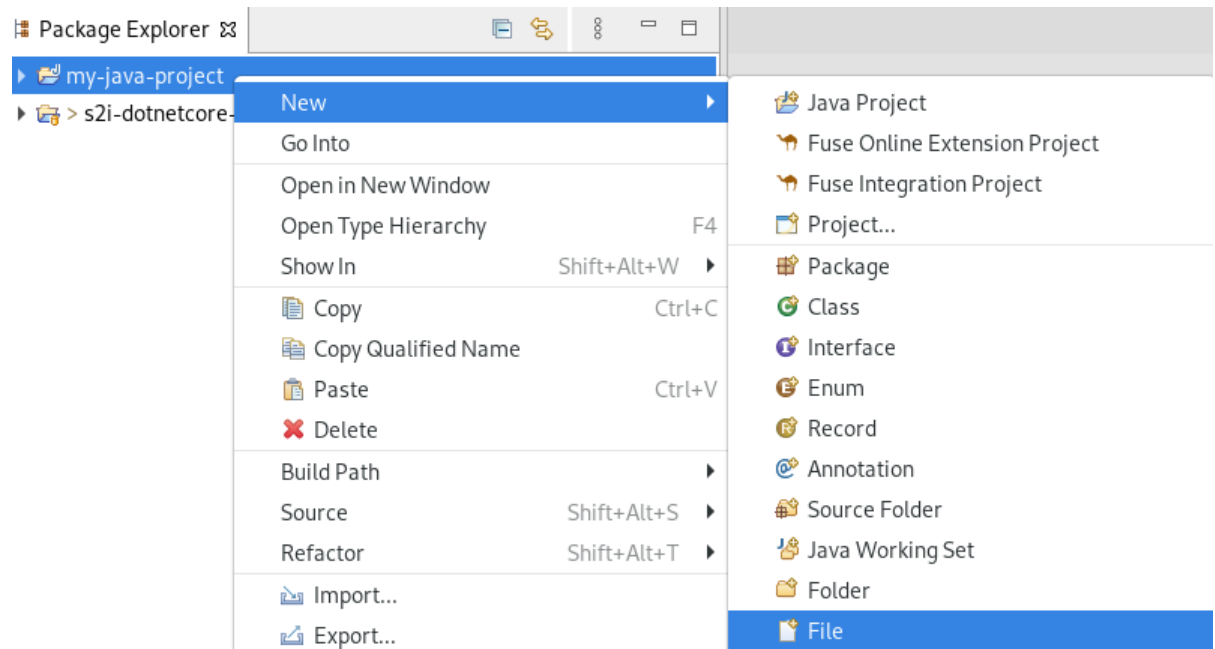 Package Explorer
my-java-project
> s2i-dotnetcore-
New
Go Into
Open in New Window
Open Type Hierarchy F4
Show In Shift+Alt+W
Copy Ctrl+C
Copy Qualified Name
Paste Ctrl+V
Delete
Build Path
Source Shift+Alt+S
Refactor Shift+Alt+T
Import...
Export...
Java Project
Fuse Online Extension Project
Fuse Integration Project
Project...
Package
Class
Interface
Enum
Record
Annotation
Source Folder
Java Working Set
Folder
File